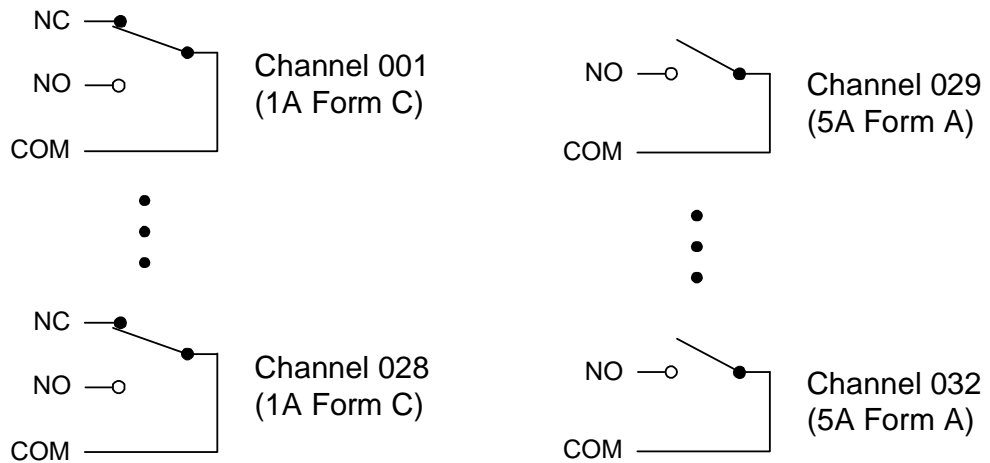 NC
NO
COM
Channel 001
(1A Form C)
NO
COM
Channel 029
(5A Form A)
NC
NO
COM
Channel 028
(1A Form C)
NO
COM
Channel 032
(5A Form A)